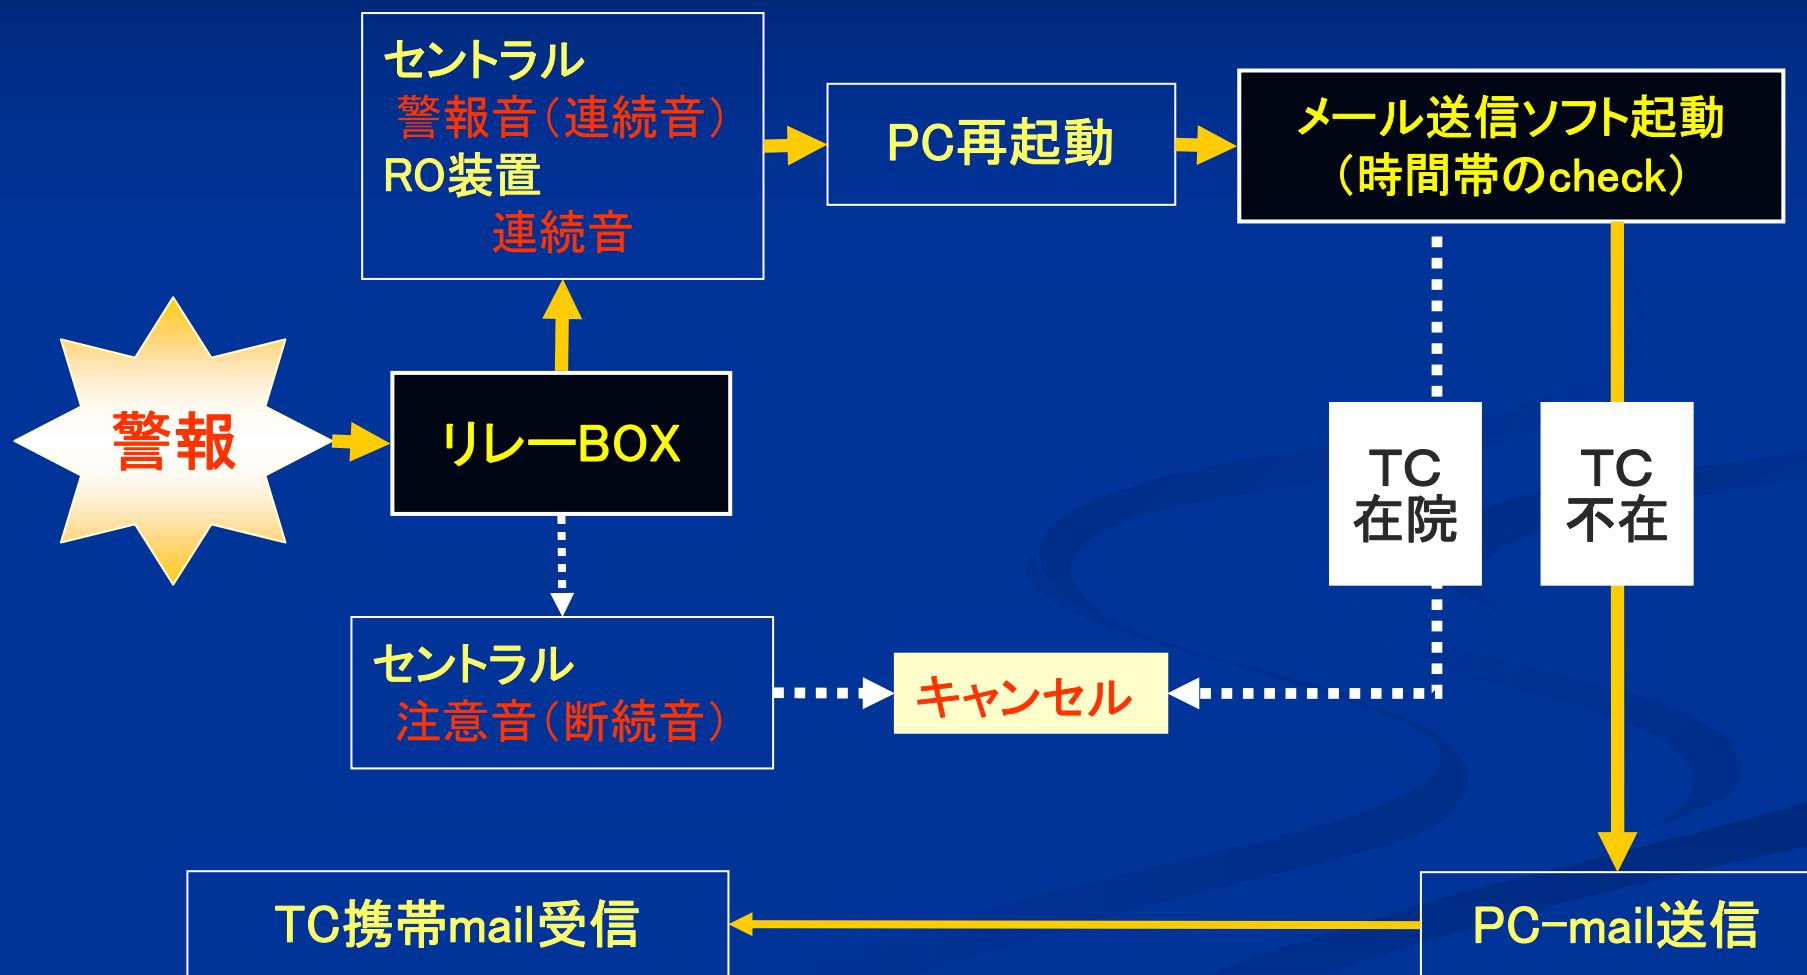 セントラル
警報音（連続音）
RO装置
連続音
PC再起動
メール送信ソフト起動
（時間帯のcheck）
警報
リレーBOX
TC
在院
TC
不在
セントラル
注意音（断続音）
キャンセル
TC携帯mail受信
PC-mail送信